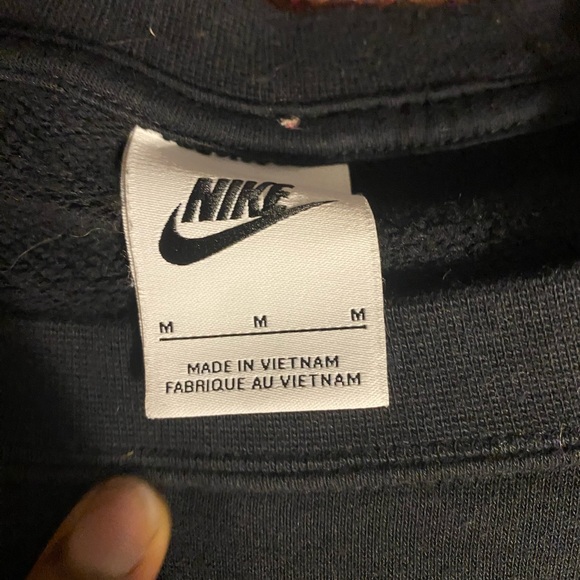 NIKE
M M M
MADE IN VIETNAM
FABRIQUE AU VIETNAM